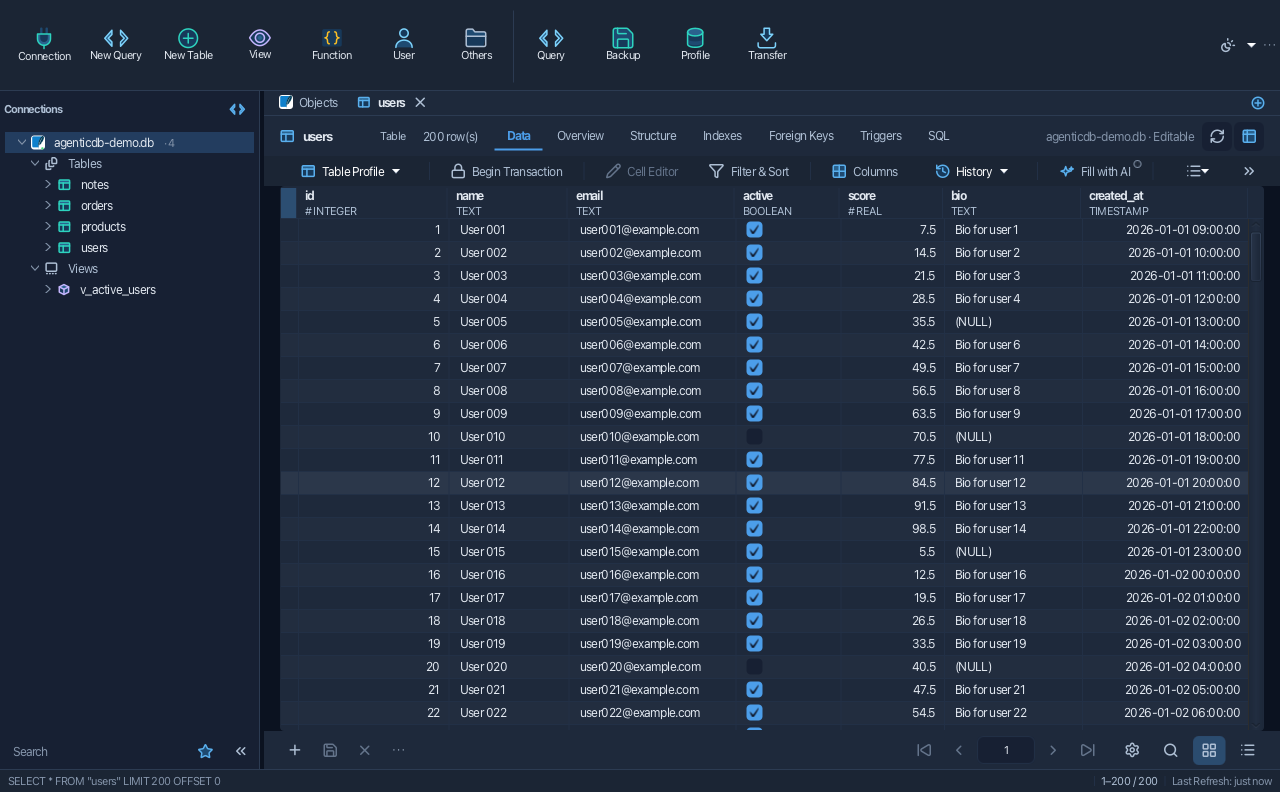 Connection New Query New Table View Function User Others Query Backup Profile Transfer
Connections
Objects users
agenticdb-demo.db · 4
users Table 200 row(s) Data Overview Structure Indexes Foreign Keys Triggers SQL agenticdb-demo.db · Editable
Tables
Table Profile Begin Transaction Cell Editor Filter & Sort Columns History Fill with AI
notes
orders
products
users
Views
v_active_users
id name email active score bio created_at
# INTEGER TEXT TEXT BOOLEAN # REAL TEXT TIMESTAMP
1 User 001 user001@example.com 7.5 Bio for user 1 2026-01-01 09:00:00
2 User 002 user002@example.com 14.5 Bio for user 2 2026-01-01 10:00:00
3 User 003 user003@example.com 21.5 Bio for user 3 2026-01-01 11:00:00
4 User 004 user004@example.com 28.5 Bio for user 4 2026-01-01 12:00:00
5 User 005 user005@example.com 35.5 (NULL) 2026-01-01 13:00:00
6 User 006 user006@example.com 42.5 Bio for user 6 2026-01-01 14:00:00
7 User 007 user007@example.com 49.5 Bio for user 7 2026-01-01 15:00:00
8 User 008 user008@example.com 56.5 Bio for user 8 2026-01-01 16:00:00
9 User 009 user009@example.com 63.5 Bio for user 9 2026-01-01 17:00:00
10 User 010 user010@example.com 70.5 (NULL) 2026-01-01 18:00:00
11 User 011 user011@example.com 77.5 Bio for user 11 2026-01-01 19:00:00
12 User 012 user012@example.com 84.5 Bio for user 12 2026-01-01 20:00:00
13 User 013 user013@example.com 91.5 Bio for user 13 2026-01-01 21:00:00
14 User 014 user014@example.com 98.5 Bio for user 14 2026-01-01 22:00:00
15 User 015 user015@example.com 5.5 (NULL) 2026-01-01 23:00:00
16 User 016 user016@example.com 12.5 Bio for user 16 2026-01-02 00:00:00
17 User 017 user017@example.com 19.5 Bio for user 17 2026-01-02 01:00:00
18 User 018 user018@example.com 26.5 Bio for user 18 2026-01-02 02:00:00
19 User 019 user019@example.com 33.5 Bio for user 19 2026-01-02 03:00:00
20 User 020 user020@example.com 40.5 (NULL) 2026-01-02 04:00:00
21 User 021 user021@example.com 47.5 Bio for user 21 2026-01-02 05:00:00
22 User 022 user022@example.com 54.5 Bio for user 22 2026-01-02 06:00:00
Search 1
SELECT * FROM "users" LIMIT 200 OFFSET 0 1–200 / 200 Last Refresh: just now